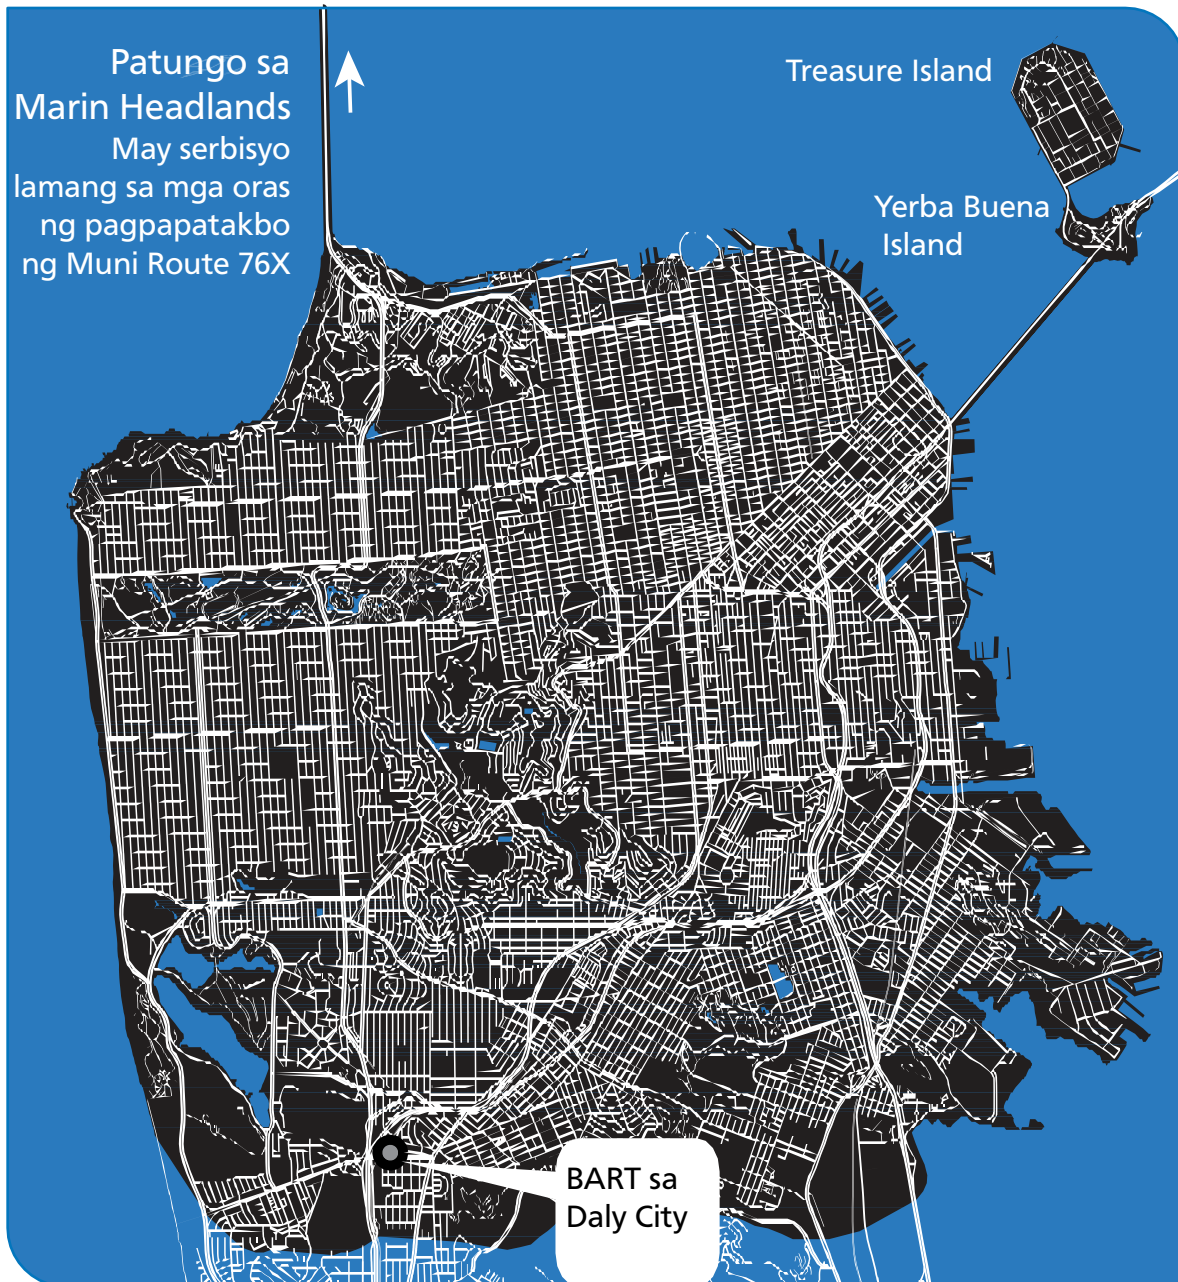 Patungo sa
Marin Headlands
May serbisyo
lamang sa mga oras
ng pagpapatakbo
ng Muni Route 76X
Treasure Island
Yerba Buena
Island
BART sa
Daly City